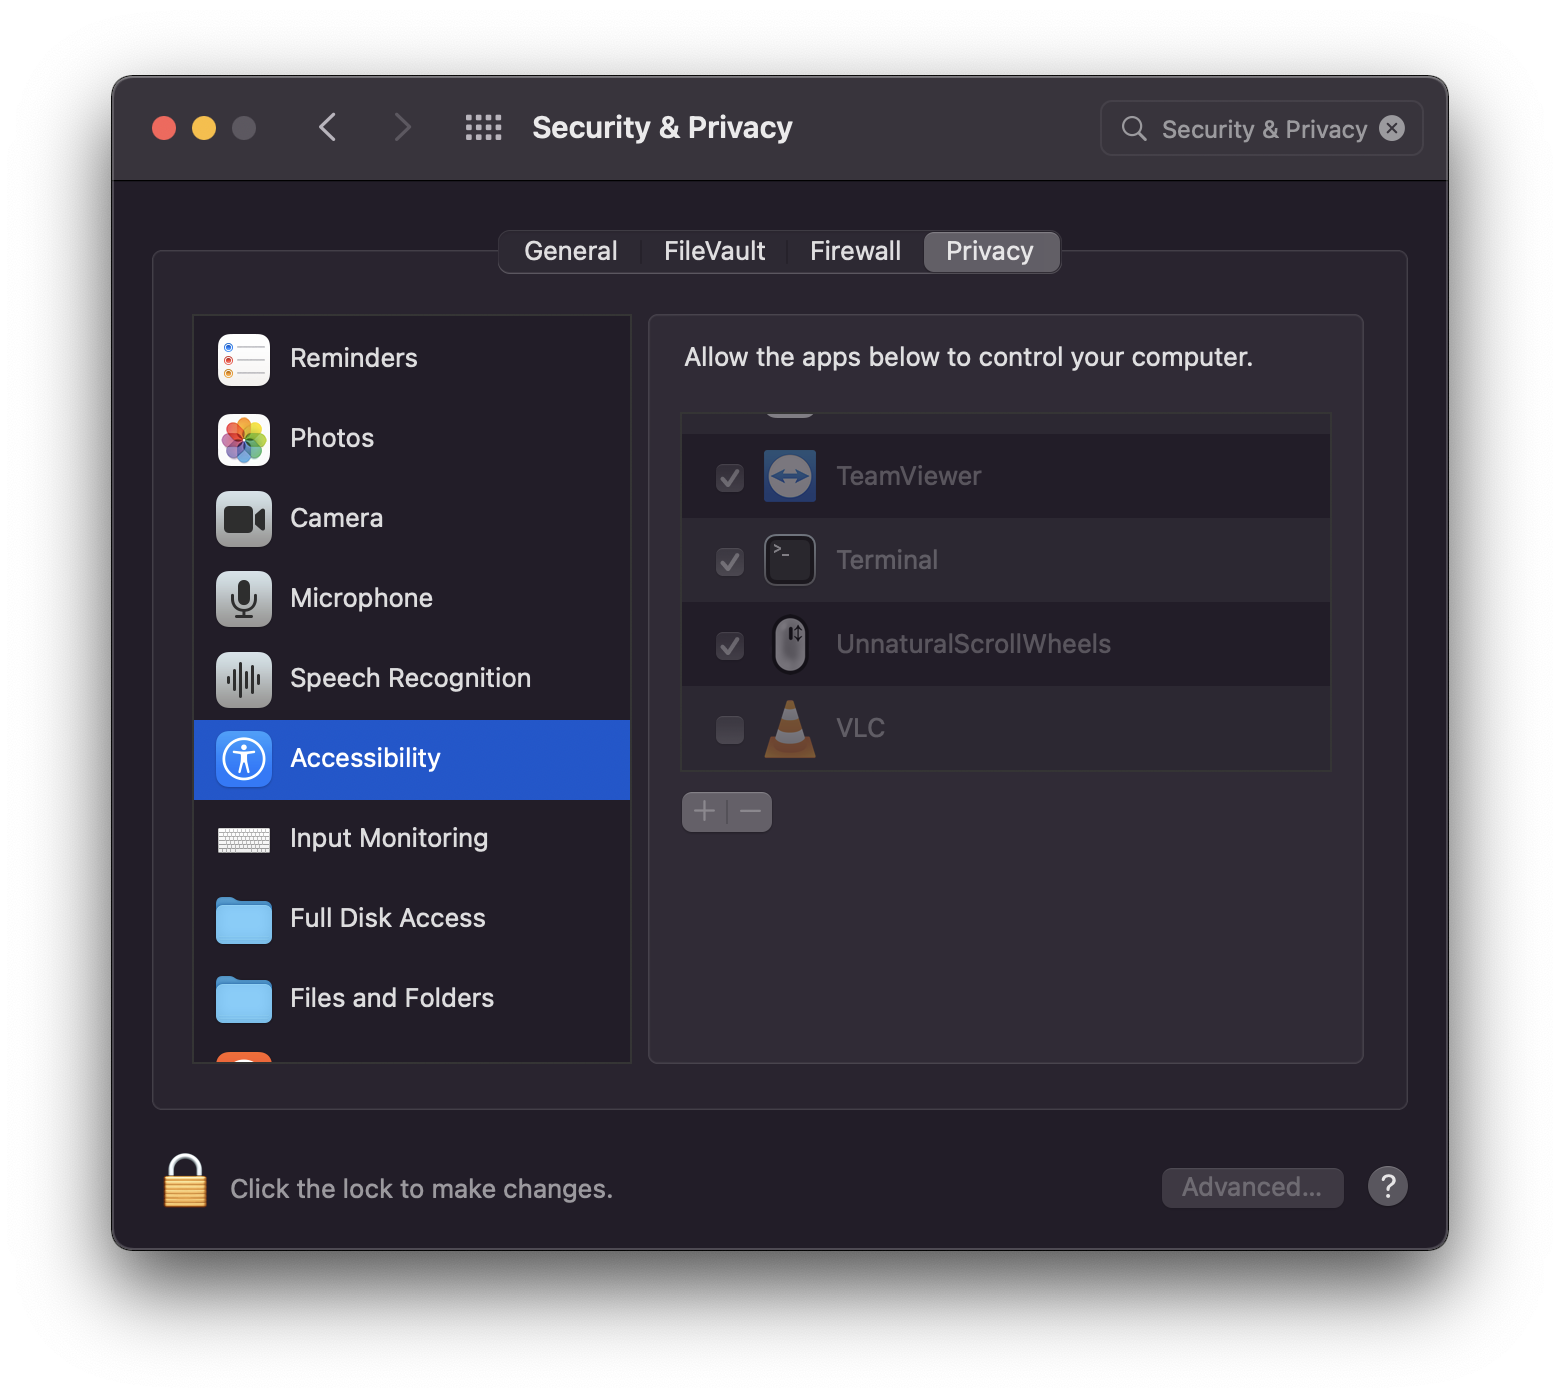 Security & Privacy
Security & Privacy
General
FileVault
Firewall
Privacy
Reminders
Photos
Camera
Microphone
Speech Recognition
Accessibility
Input Monitoring
Full Disk Access
Files and Folders
Allow the apps below to control your computer.
TeamViewer
>_
Terminal
UnnaturalScrollWheels
VLC
Click the lock to make changes.
Advanced...
?